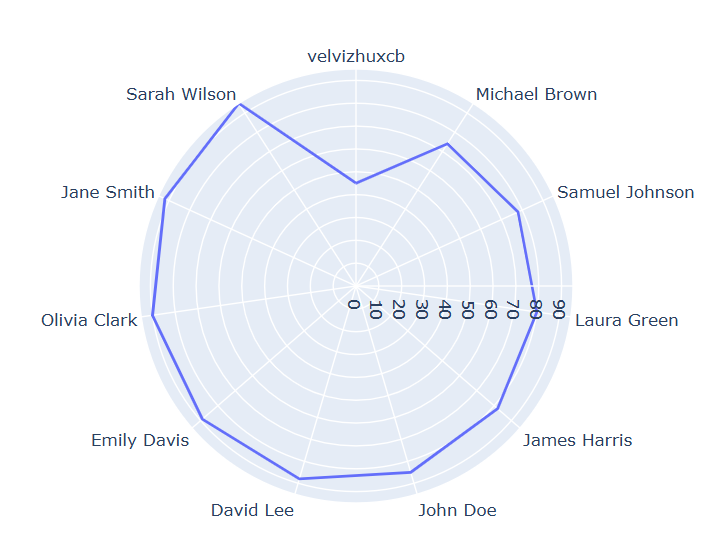 velvizhuxcb
Sarah Wilson
Michael Brown
Jane Smith
Samuel Johnson
0
10
20
30
40
50
60
70
80
90
Olivia Clark
Laura Green
Emily Davis
James Harris
David Lee
John Doe